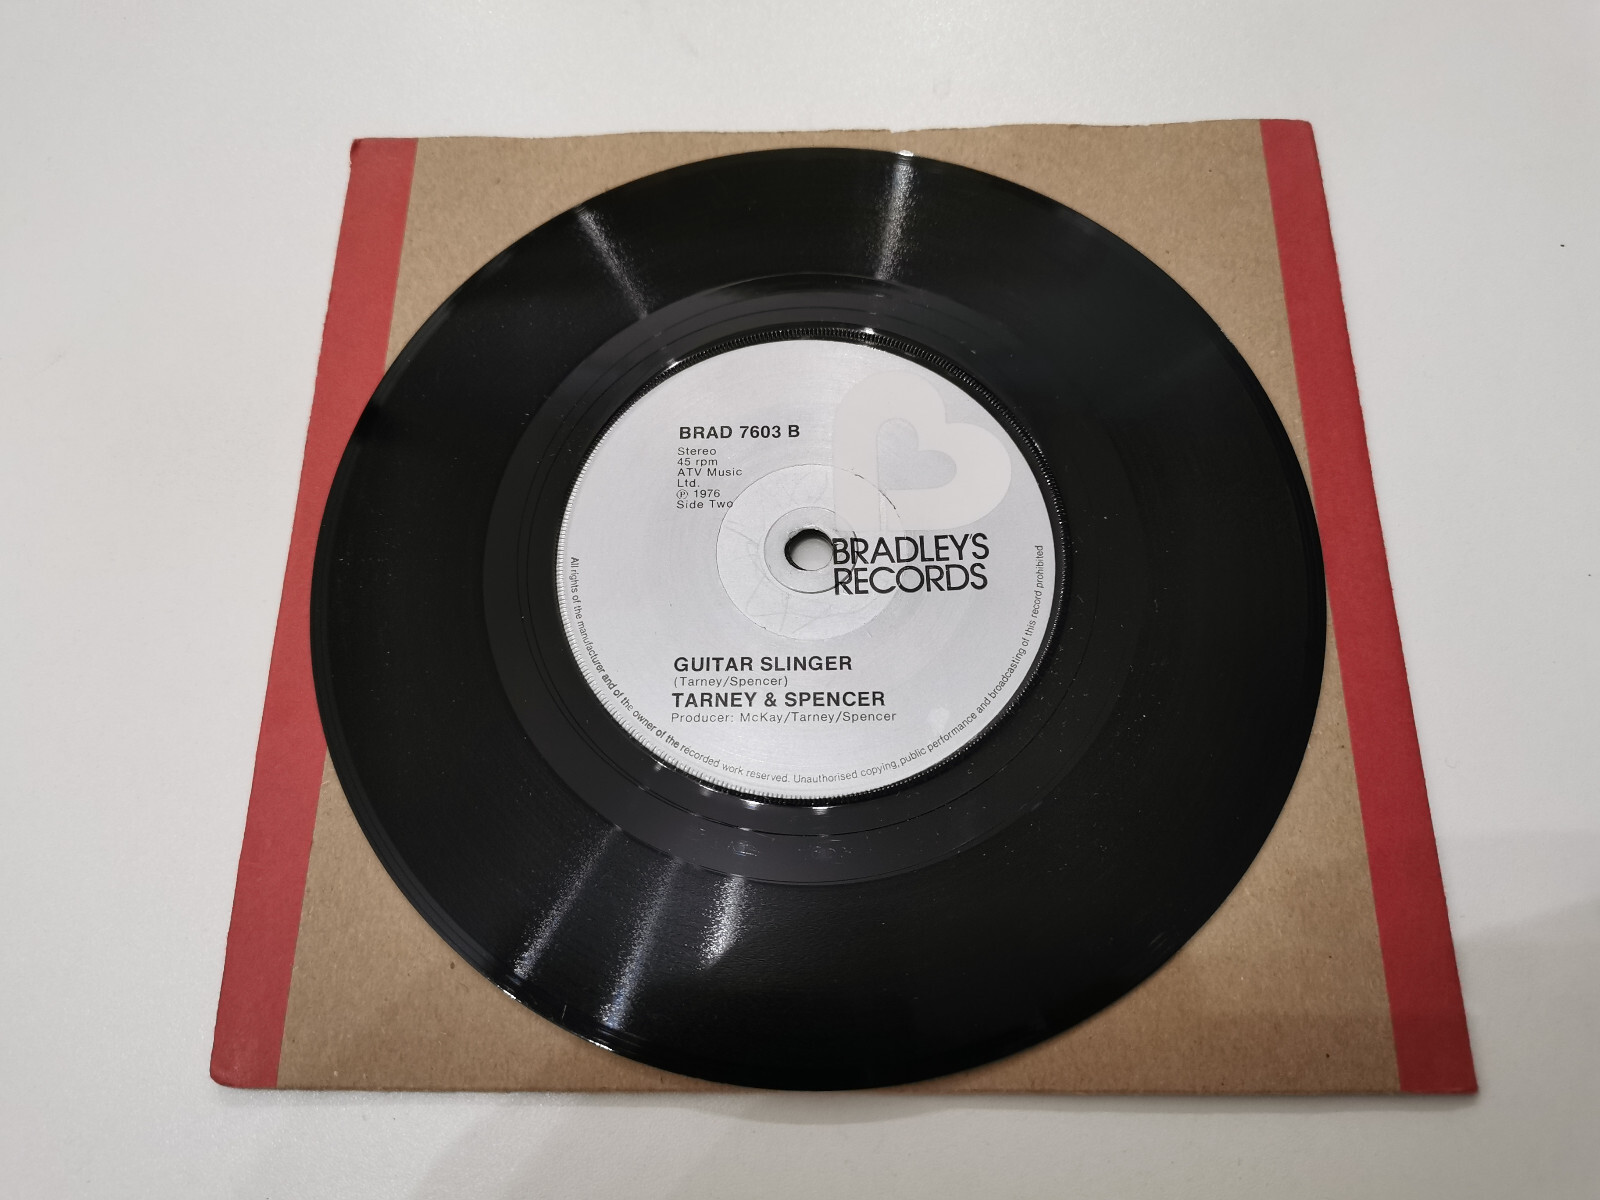 BRAD 7603 B
Stereo
45 rpm
ATV Music
Ltd.
℗ 1976
Side Two
BRADLEY'S
RECORDS
GUITAR SLINGER
(Tarney/Spencer)
TARNEY & SPENCER
Producer: McKay/Tarney/Spencer
All rights of the manufacturer and of the owner of the recorded work reserved. Unauthorised copying, public performance and broadcasting of this record prohibited